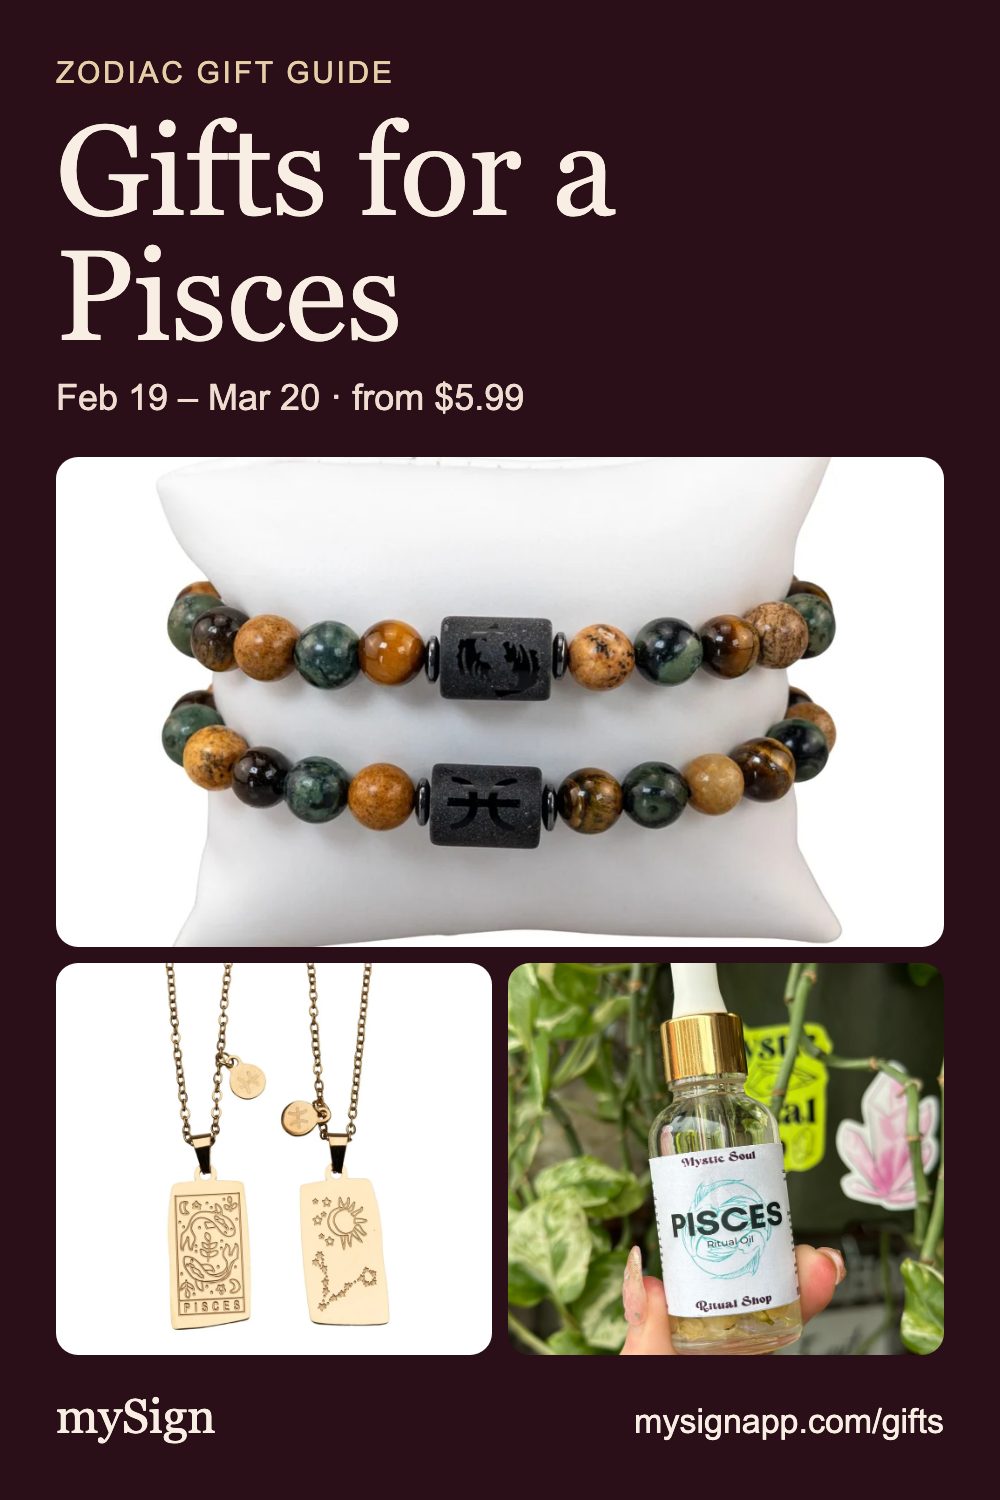 ZODIAC GIFT GUIDE
Gifts for a
Pisces
Feb 19 – Mar 20 · from $5.99
PISCES
Mystic Soul
PISCES
Ritual Oil
Ritual Shop
mySign
mysignapp.com/gifts